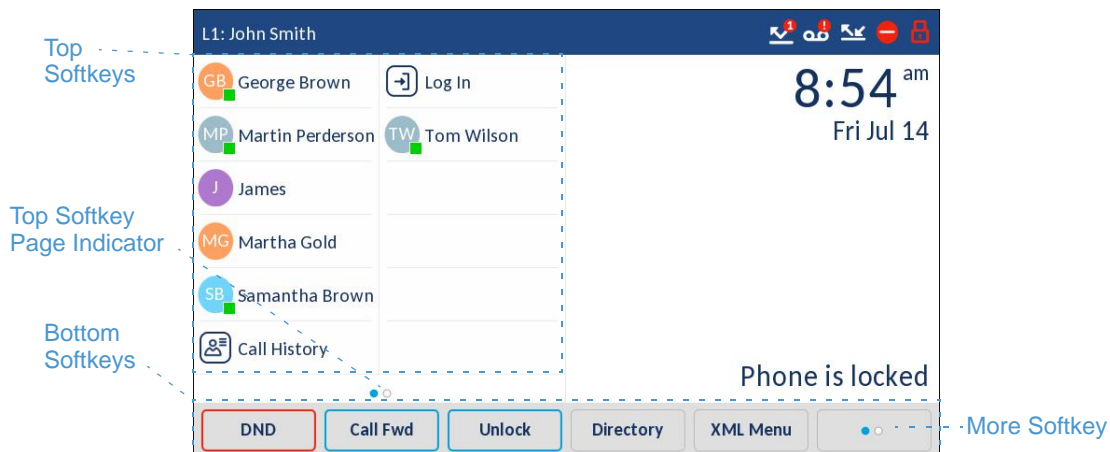 L1: John Smith
1
!
Top
Softkeys
GB George Brown
Log In
MP Martin Perderson
TW Tom Wilson
J James
MG Martha Gold
SB Samantha Brown
Call History
8:54 am
Fri Jul 14
Phone is locked
Top Softkey
Page Indicator
Bottom
Softkeys
DND
Call Fwd
Unlock
Directory
XML Menu
More Softkey